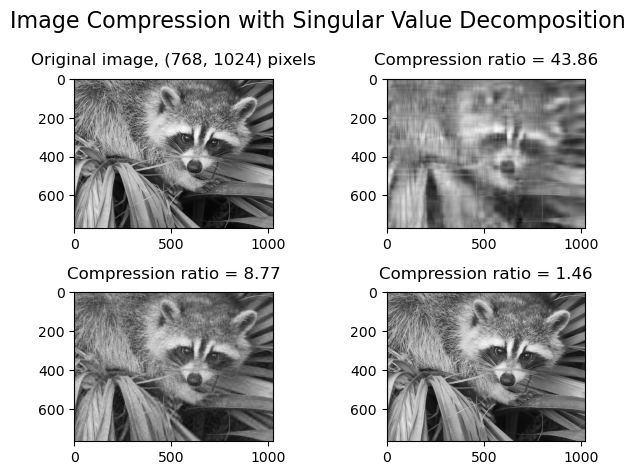 Image Compression with Singular Value Decomposition
Original image, (768, 1024) pixels
0
200
400
600
0 500 1000
Compression ratio = 43.86
0
200
400
600
0 500 1000
Compression ratio = 8.77
0
200
400
600
0 500 1000
Compression ratio = 1.46
0
200
400
600
0 500 1000